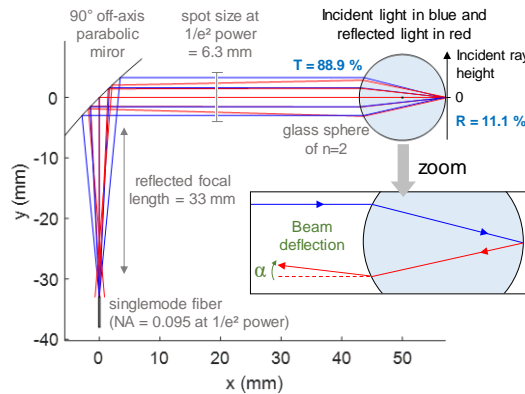 90° off-axis
parabolic
miror
spot size at
1/e² power
= 6.3 mm
Incident light in blue and
reflected light in red
T = 88.9 %
Incident ray
height
0
R = 11.1 %
glass sphere
of n=2
zoom
reflected focal
length = 33 mm
Beam
deflection
α
singlemode fiber
(NA = 0.095 at 1/e² power)
y (mm)
0
-10
-20
-30
-40
0
10
20
30
40
50
x (mm)